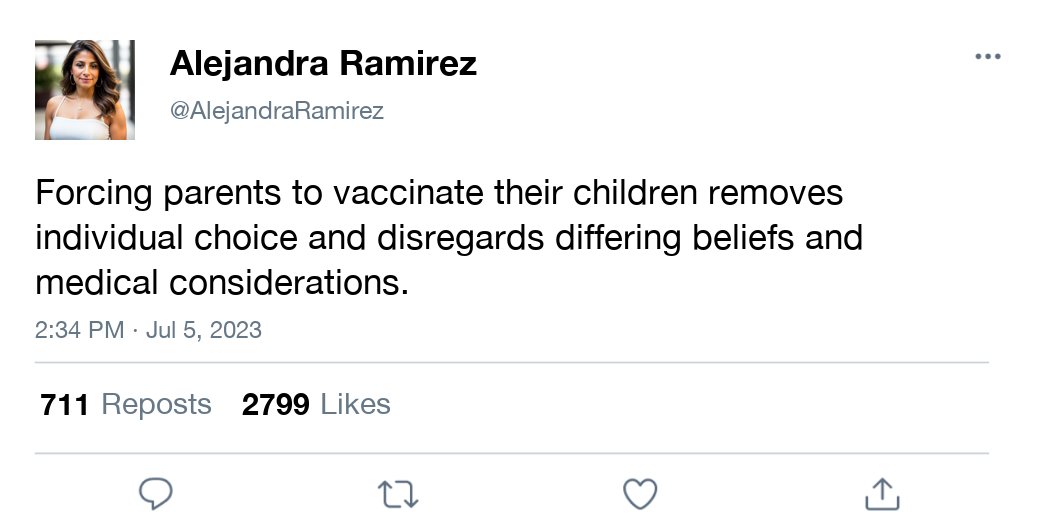 Alejandra Ramirez
@AlejandraRamirez
Forcing parents to vaccinate their children removes
individual choice and disregards differing beliefs and
medical considerations.
2:34 PM · Jul 5, 2023
711 Reposts 2799 Likes